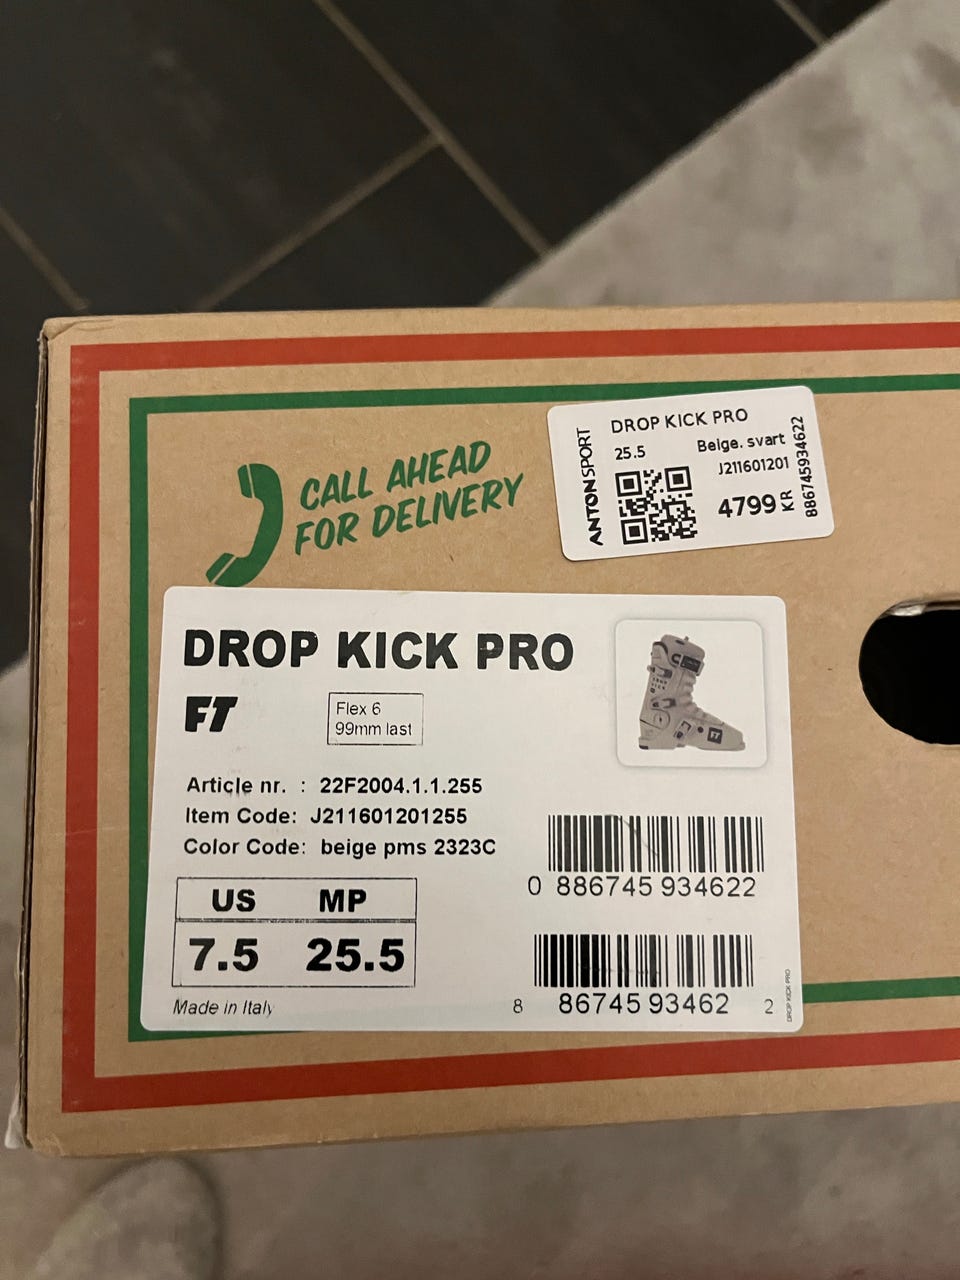 CALL AHEAD
FOR DELIVERY
ANTONSPORT
DROP KICK PRO
25.5
Beige. svart
J211601201
4799 KR
886745934622
DROP KICK PRO
FT
Flex 6
99mm last
FT
Article nr. : 22F2004.1.1.255
Item Code: J211601201255
Color Code: beige pms 2323C
US MP
7.5 25.5
Made in Italy
0 886745 934622
8 86745 93462 2
DROP KICK PRO